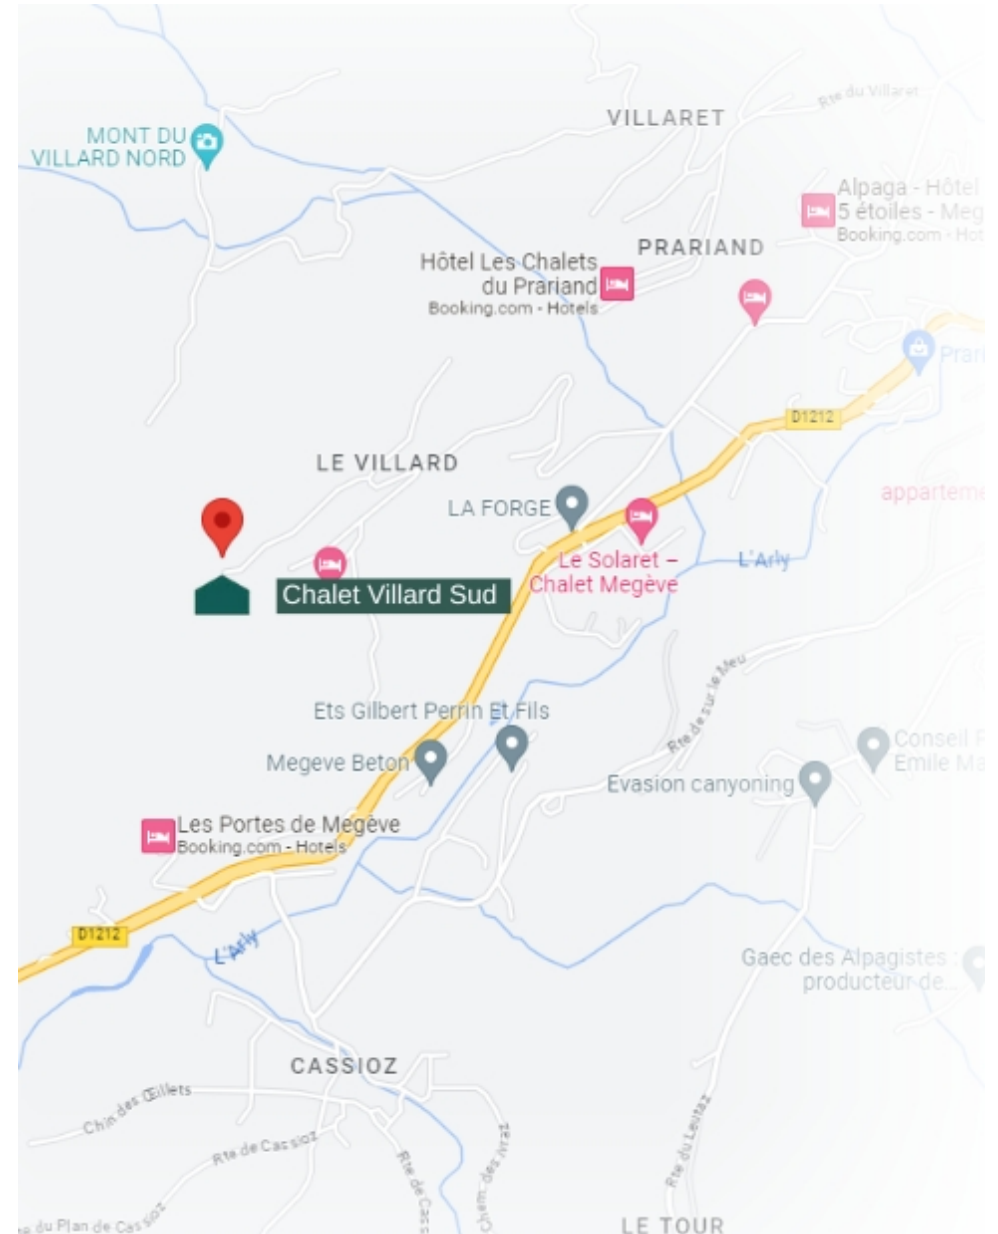 Rte du Villaret
VILLARET
MONT DU
VILLARD NORD
Alpaga - Hôtel
5 étoiles - Meg
Booking.com - Hot
PRARIAND
Hôtel Les Chalets
du Prariand
Booking.com - Hotels
Prari
D1212
LE VILLARD
LA FORGE
apparteme
Le Solaret –
Chalet Megève
L'Arly
Chalet Villard Sud
Rte de sur le Meu
Ets Gilbert Perrin Et Fils
Megeve Beton
Conseil F
Emile Ma
Evasion canyoning
Les Portes de Megève
Booking.com - Hotels
D1212
L'Arly
Gaec des Alpagistes :
producteur de...
CASSIOZ
Chin des Œillets
Rte de Cassioz
Rte de Cass
Chem. des Avraz
Rte du Leutaz
du Plan de Cassioz
LE TOUR